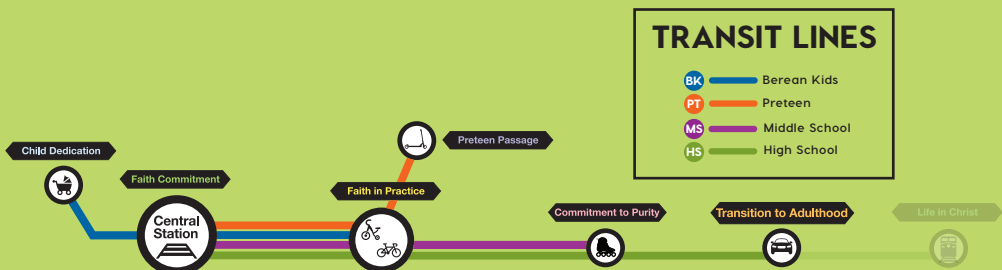 TRANSIT LINES
BK Berean Kids
PT Preteen
MS Middle School
HS High School
Child Dedication
Faith Commitment
Central
Station
Faith in Practice
Preteen Passage
Commitment to Purity
Transition to Adulthood
Life in Christ